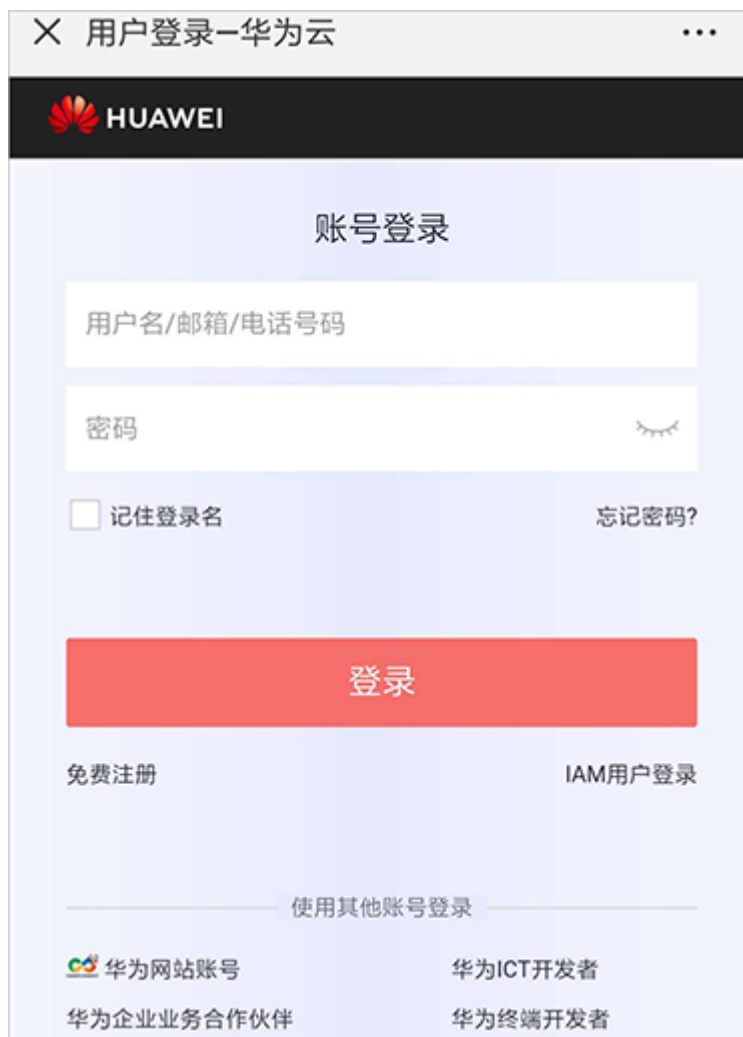 用户登录–华为云
HUAWEI
账号登录
用户名/邮箱/电话号码
密码
记住登录名 忘记密码?
登录
免费注册 IAM用户登录
使用其他账号登录
华为网站账号 华为ICT开发者
华为企业业务合作伙伴 华为终端开发者